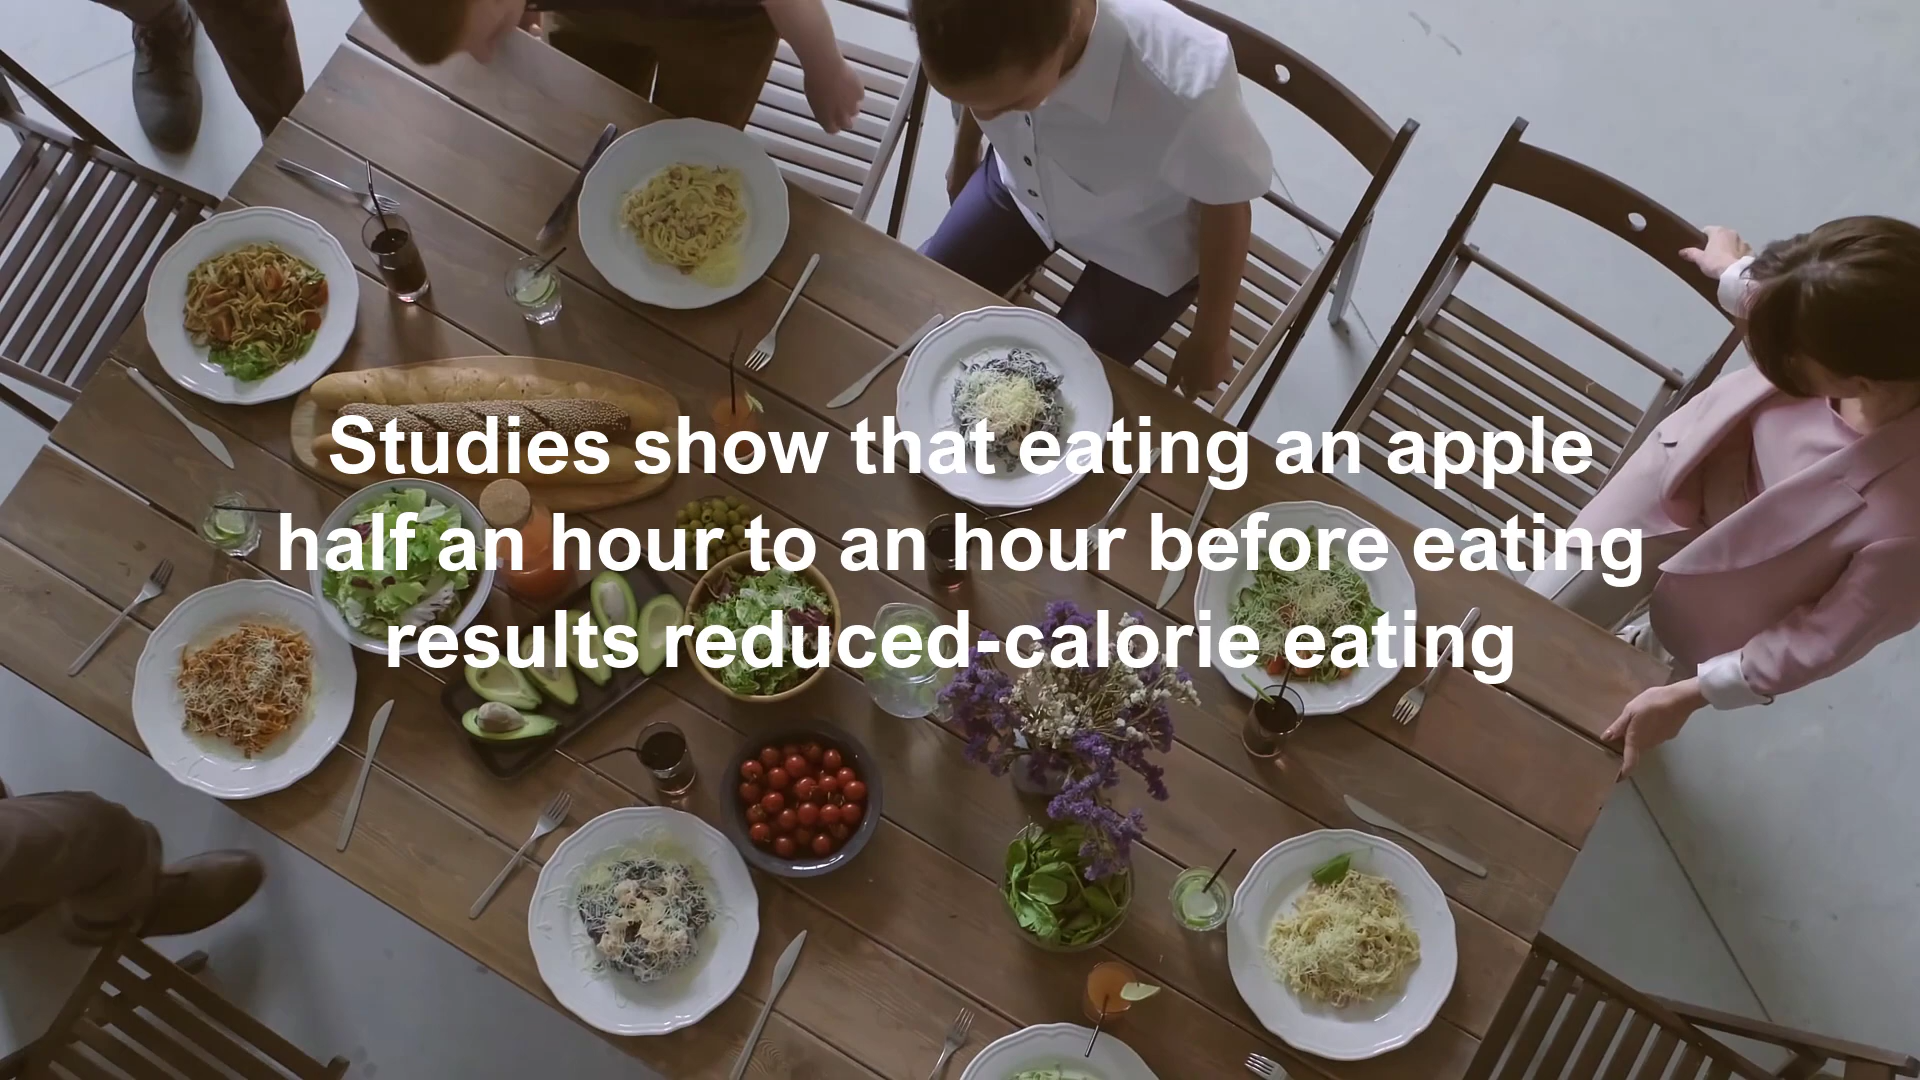 Studies show that eating an apple
half an hour to an hour before eating
results reduced-calorie eating